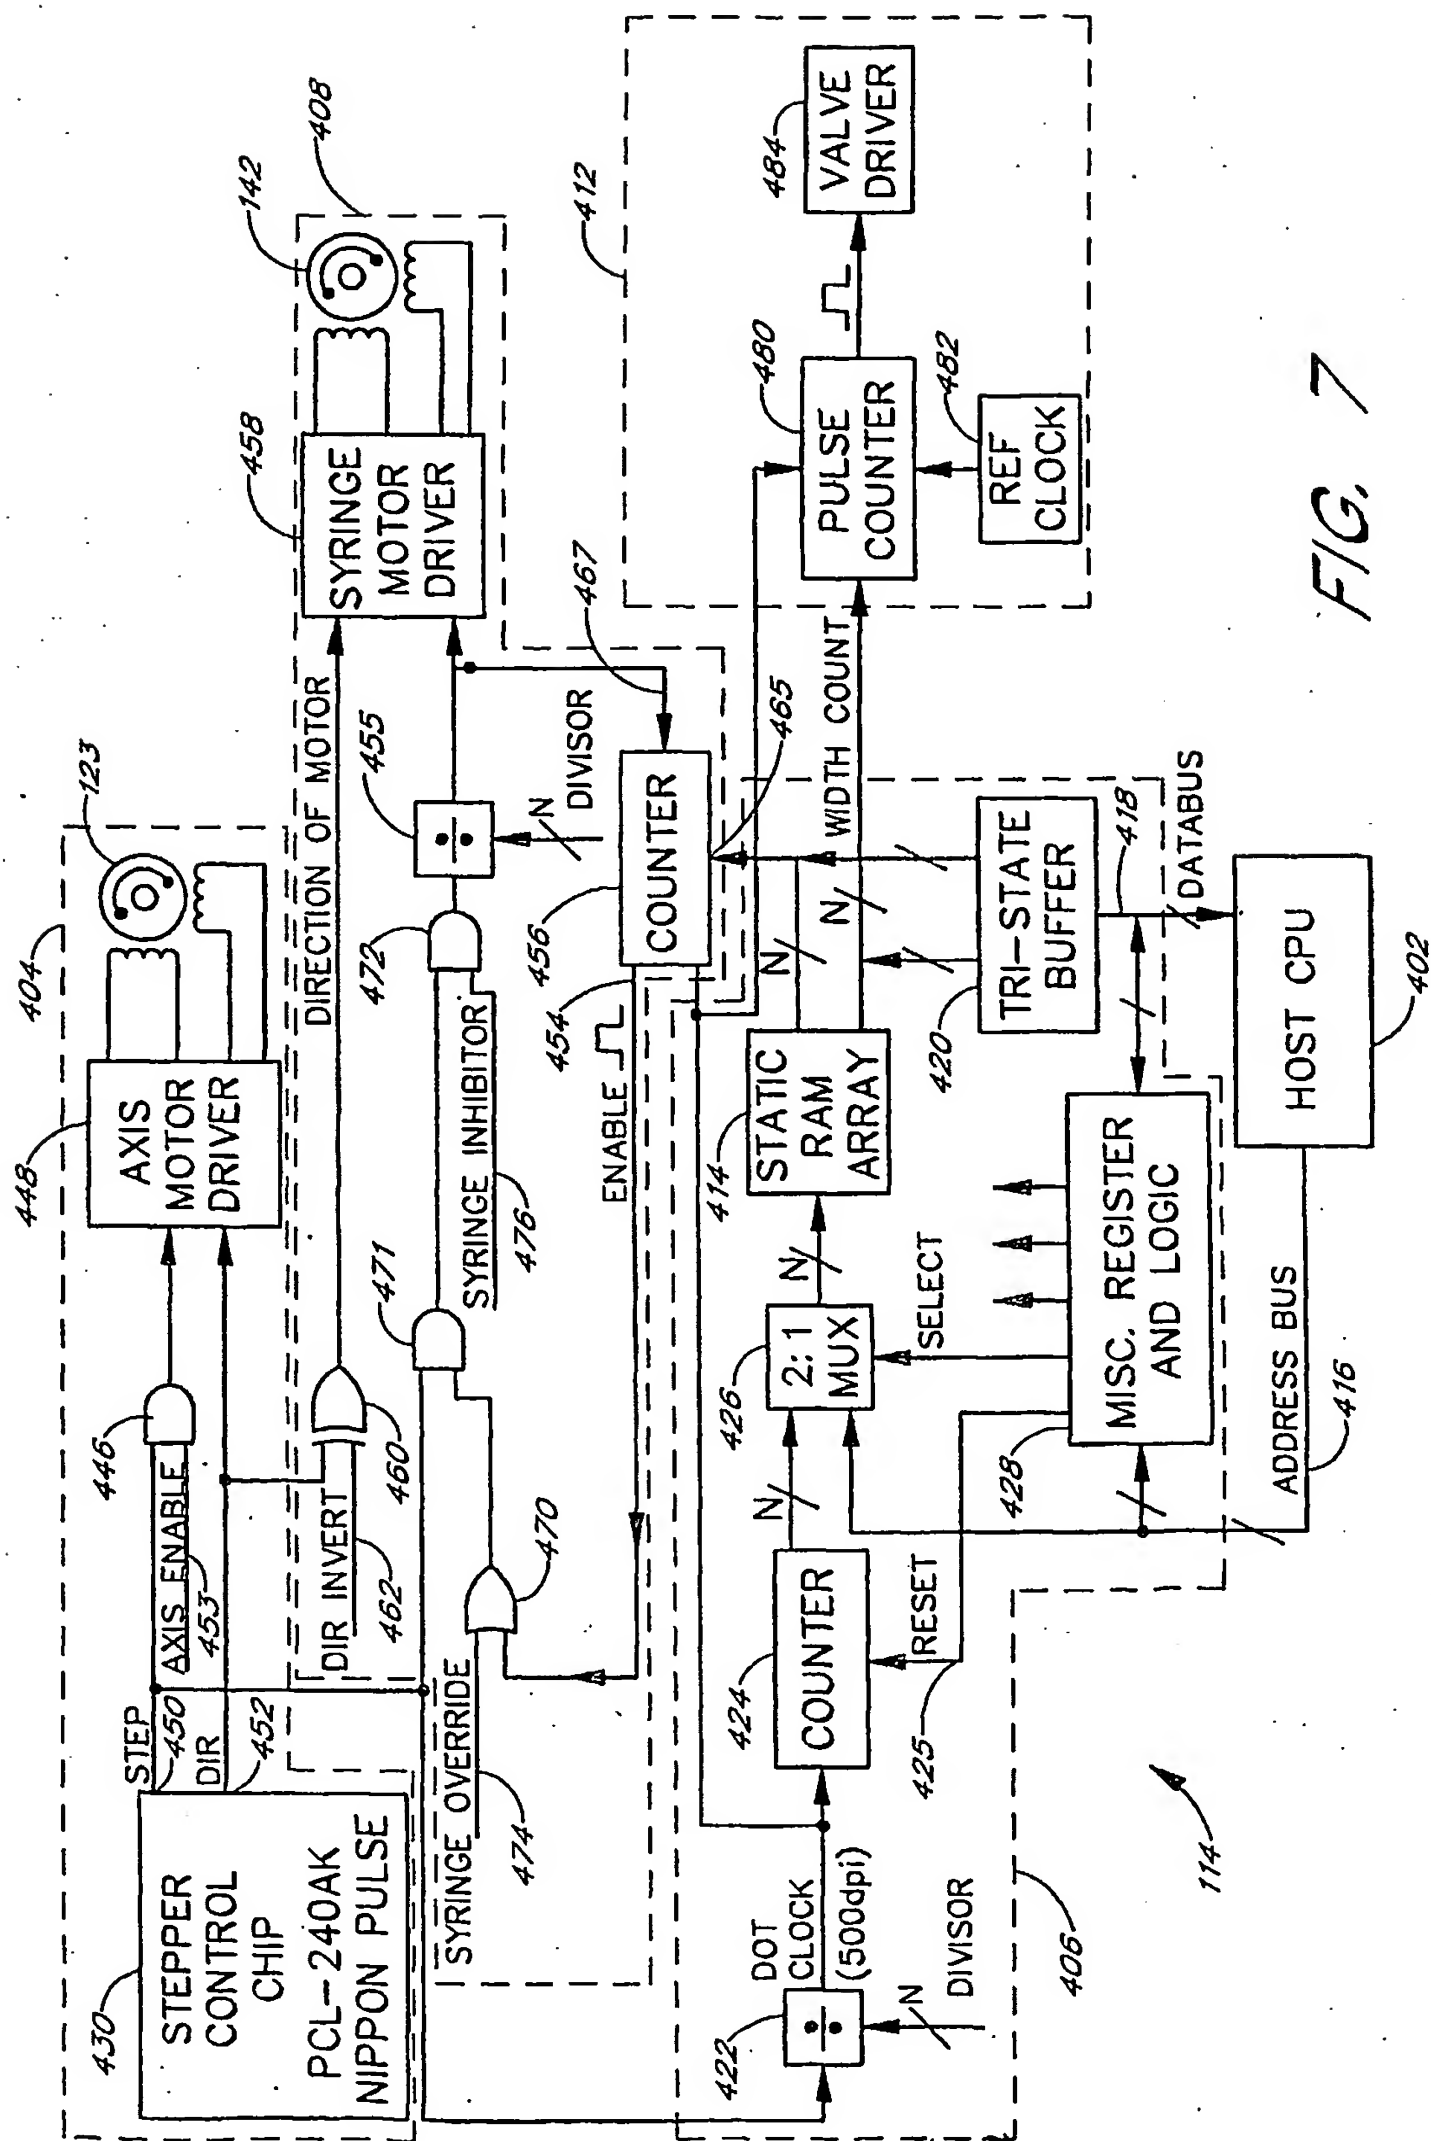 404
123
448
AXIS
MOTOR
DRIVER
446
STEP
450
AXIS ENABLE
453
DIR
452
430
STEPPER
CONTROL
CHIP
PCL-240AK
NIPPON PULSE
142
408
458
SYRINGE
MOTOR
DRIVER
DIRECTION OF MOTOR
455
N
DIVISOR
472
471
SYRINGE INHIBITOR
476
460
DIR INVERT
462
470
SYRINGE OVERRIDE
474
467
456
COUNTER
465
454
ENABLE
412
484
VALVE
DRIVER
480
PULSE
COUNTER
482
REF
CLOCK
WIDTH COUNT
N
N
414
STATIC
RAM
ARRAY
N
426
2:1
MUX
SELECT
N
424
COUNTER
RESET
425
DOT
CLOCK
(500dpi)
422
N
DIVISOR
420
TRI-STATE
BUFFER
418
DATABUS
428
MISC. REGISTER
AND LOGIC
HOST CPU
402
ADDRESS BUS
416
406
114
FIG. 7